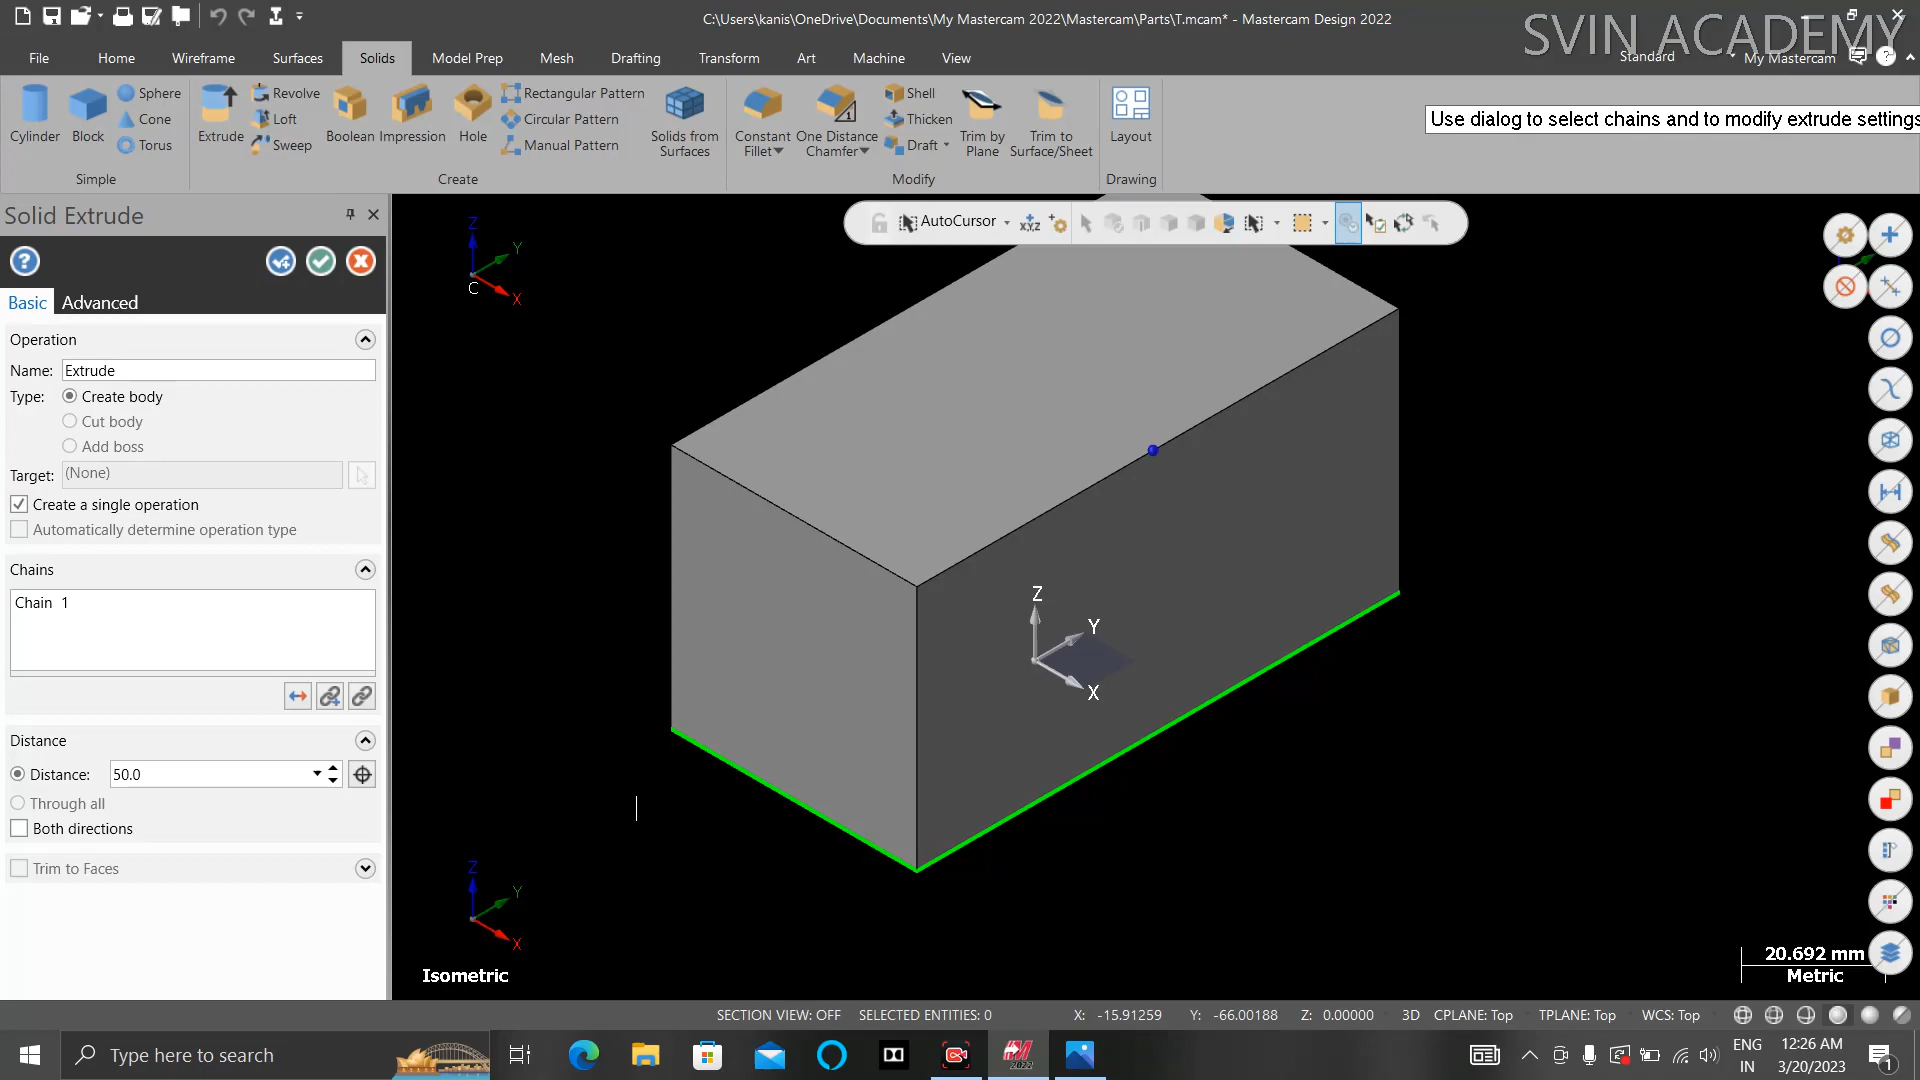 C:\Users\kanis\OneDrive\Documents\My Mastercam 2022\Mastercam\Parts\T.mcam* - Mastercam Design 2022
SVIN ACADEMY
File Home Wireframe Surfaces Solids Model Prep Mesh Drafting Transform Art Machine View Standard My Mastercam
Cylinder Block Sphere Cone Torus
Simple
Extrude Revolve Loft Sweep Boolean Impression Hole Rectangular Pattern Circular Pattern Manual Pattern Solids from Surfaces
Create
Constant Fillet One Distance Chamfer Shell Thicken Draft Trim by Plane Trim to Surface/Sheet
Modify
Layout
Drawing
Use dialog to select chains and to modify extrude settings
Solid Extrude
AutoCursor
Basic Advanced
Operation
Name: Extrude
Type: Create body
Cut body
Add boss
Target: (None)
Create a single operation
Automatically determine operation type
Chains
Chain 1
Distance
Distance: 50.0
Through all
Both directions
Trim to Faces
Z
Y
X
C
Z
Y
X
Z
Y
X
Isometric
20.692 mm
Metric
SECTION VIEW: OFF SELECTED ENTITIES: 0 X: -15.91259 Y: -66.00188 Z: 0.00000 3D CPLANE: Top TPLANE: Top WCS: Top
Type here to search
2022
ENG
IN
12:26 AM
3/20/2023
1